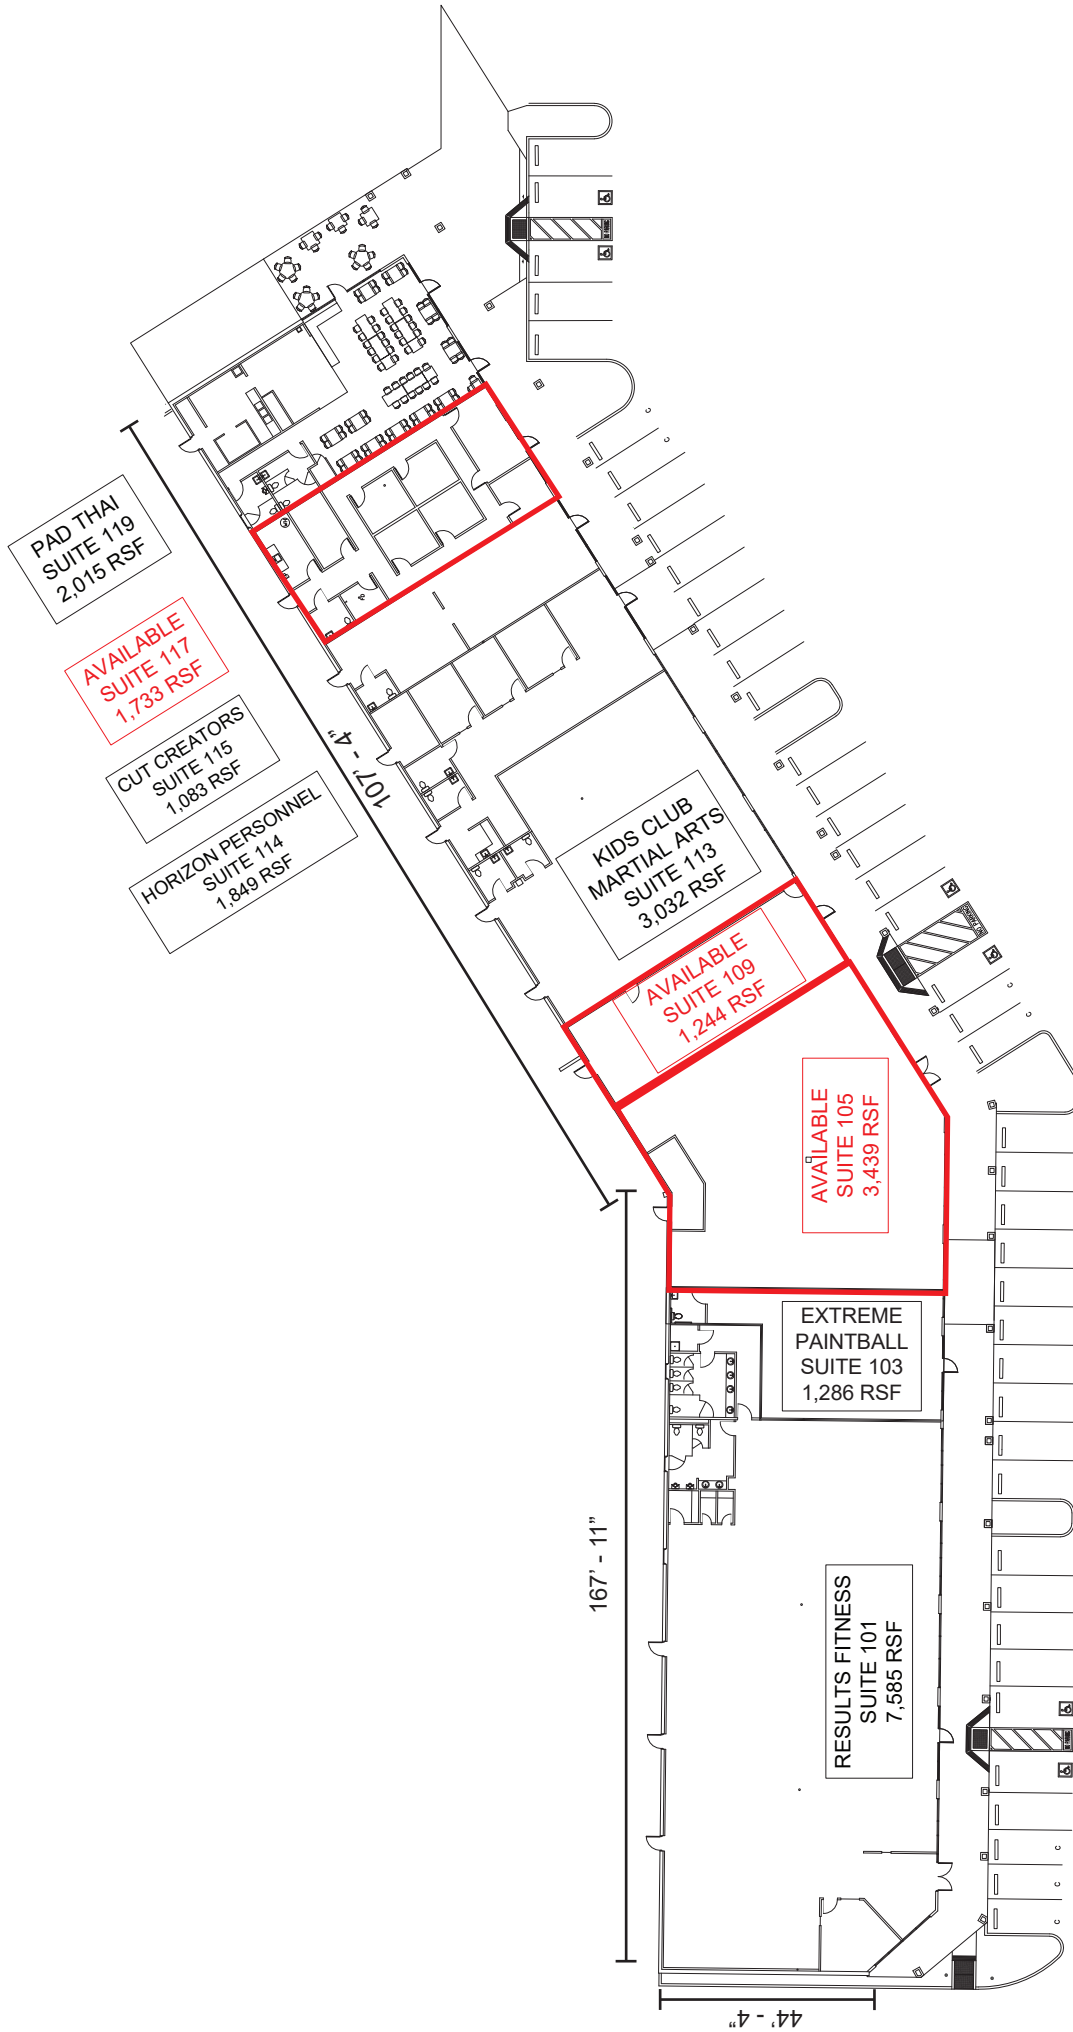 PAD THAI
SUITE 119
2,015 RSF
AVAILABLE
SUITE 117
1,733 RSF
CUT CREATORS
SUITE 115
1,083 RSF
HORIZON PERSONNEL
SUITE 114
1,849 RSF
107' - 4"
KIDS CLUB
MARTIAL ARTS
SUITE 113
3,032 RSF
AVAILABLE
SUITE 109
1,244 RSF
NO PARKING
AVAILABLE
SUITE 105
3,439 RSF
EXTREME
PAINTBALL
SUITE 103
1,286 RSF
167' - 11"
RESULTS FITNESS
SUITE 101
7,585 RSF
44' - 4"
C
C
C
C
C
C
C